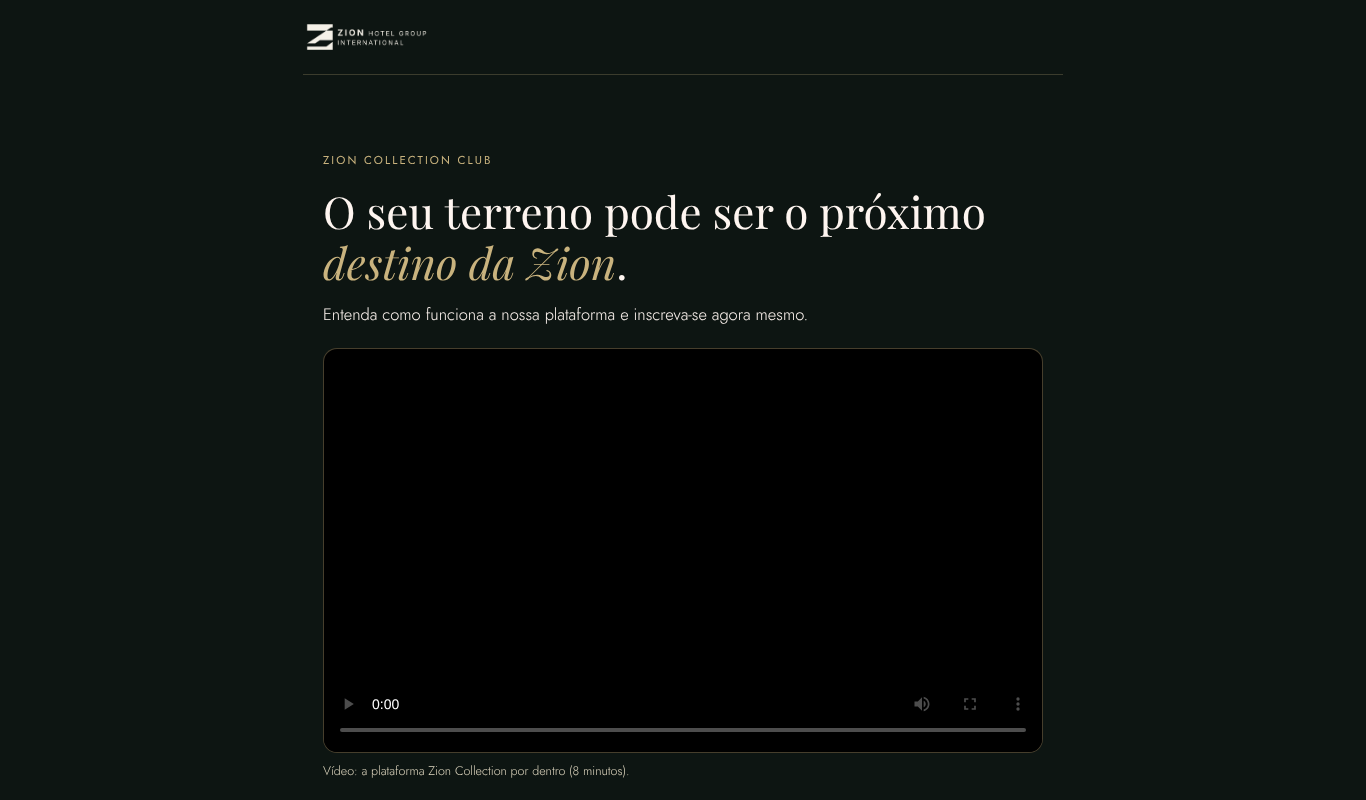 ZION HOTEL GROUP
INTERNATIONAL
ZION COLLECTION CLUB
O seu terreno pode ser o próximo
destino da Zion.
Entenda como funciona a nossa plataforma e inscreva-se agora mesmo.
0:00
Vídeo: a plataforma Zion Collection por dentro (8 minutos).